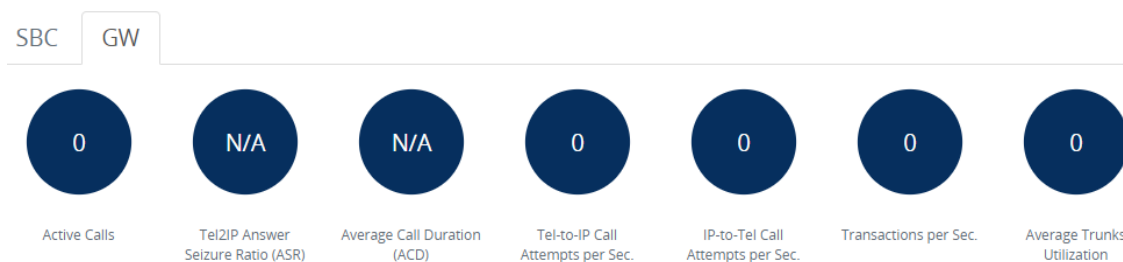 SBC GW
0 N/A N/A 0 0 0 0
Active Calls Tel2IP Answer Average Call Duration Tel-to-IP Call IP-to-Tel Call Transactions per Sec. Average Trunks
Seizure Ratio (ASR) (ACD) Attempts per Sec. Attempts per Sec. Utilization